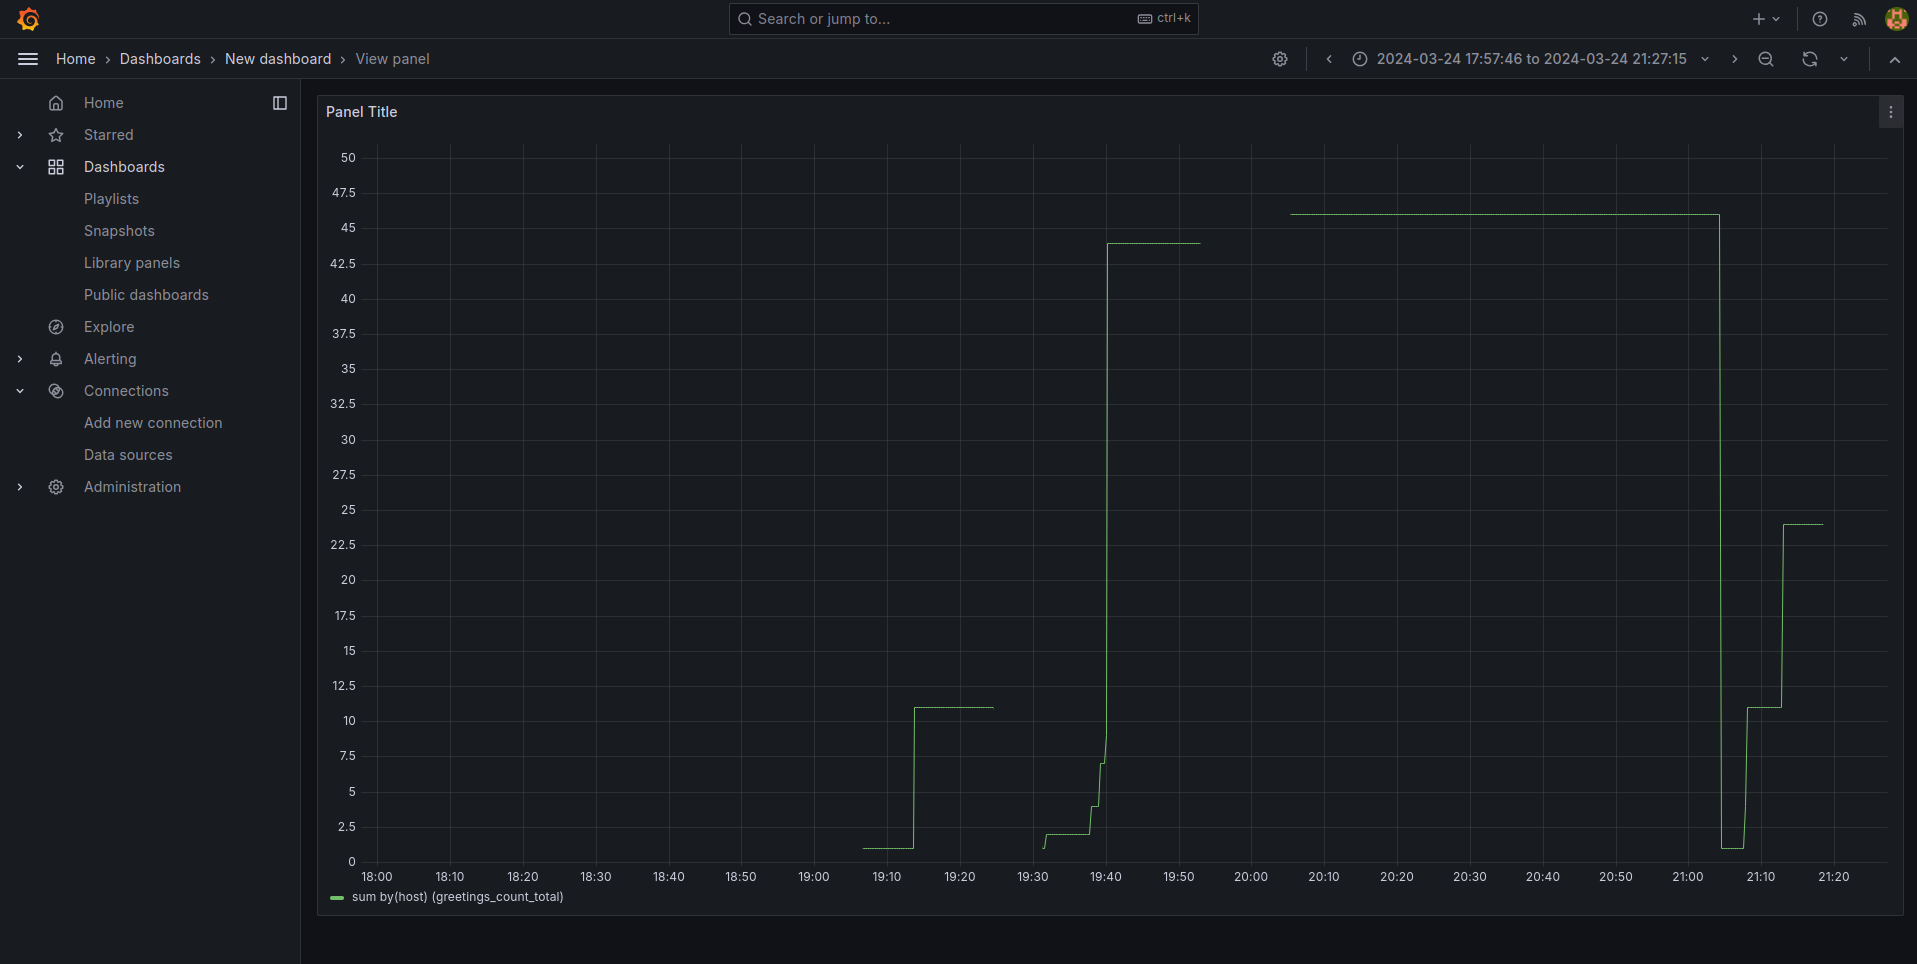 Search or jump to...
ctrl+k
Home › Dashboards › New dashboard › View panel
2024-03-24 17:57:46 to 2024-03-24 21:27:15
Home
Starred
Dashboards
Playlists
Snapshots
Library panels
Public dashboards
Explore
Alerting
Connections
Add new connection
Data sources
Administration
Panel Title
50
47.5
45
42.5
40
37.5
35
32.5
30
27.5
25
22.5
20
17.5
15
12.5
10
7.5
5
2.5
0
18:00 18:10 18:20 18:30 18:40 18:50 19:00 19:10 19:20 19:30 19:40 19:50 20:00 20:10 20:20 20:30 20:40 20:50 21:00 21:10 21:20
sum by(host) (greetings_count_total)